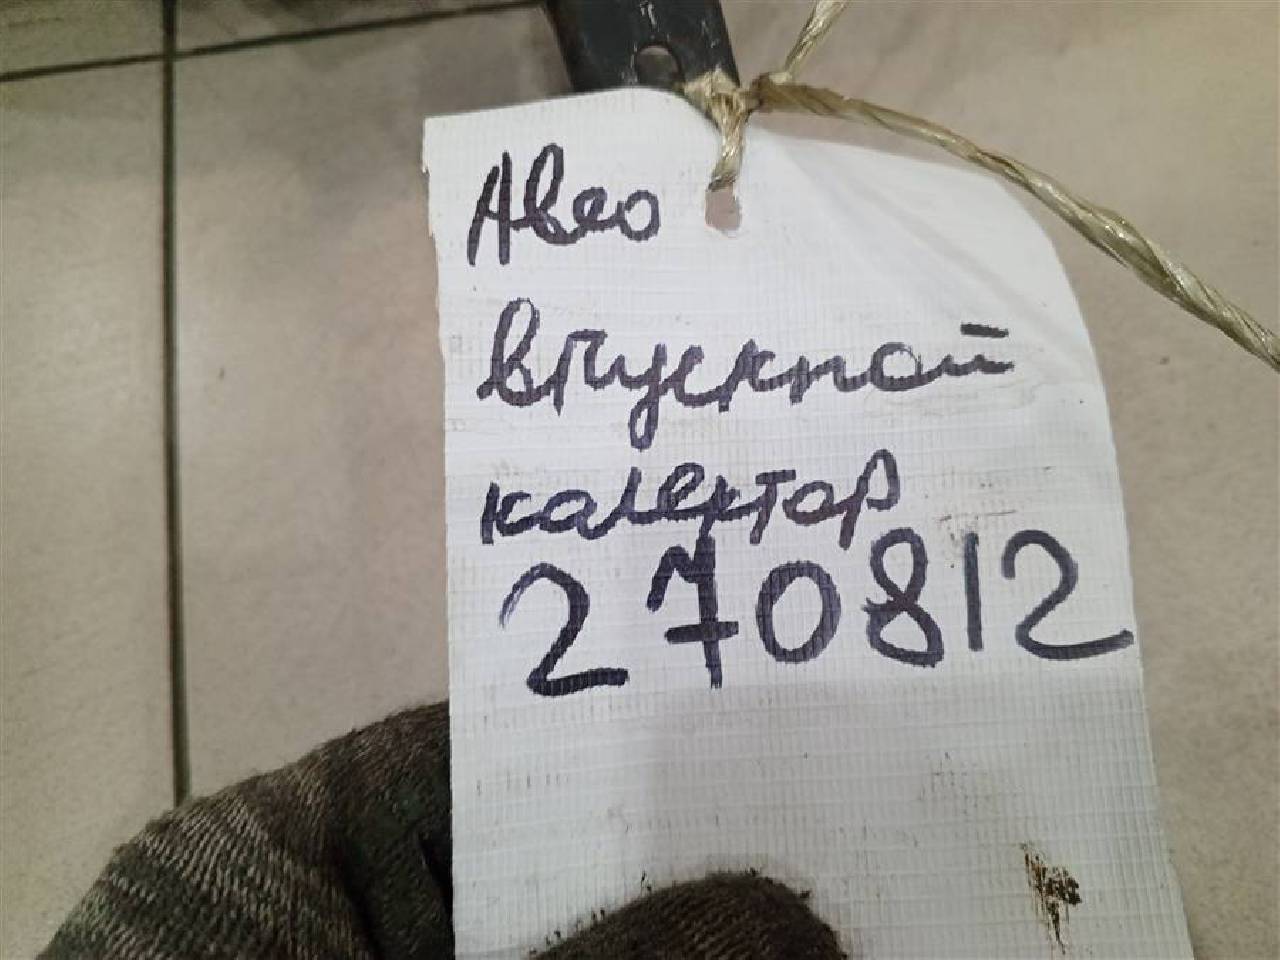 Авео
впускной
калектор
270812